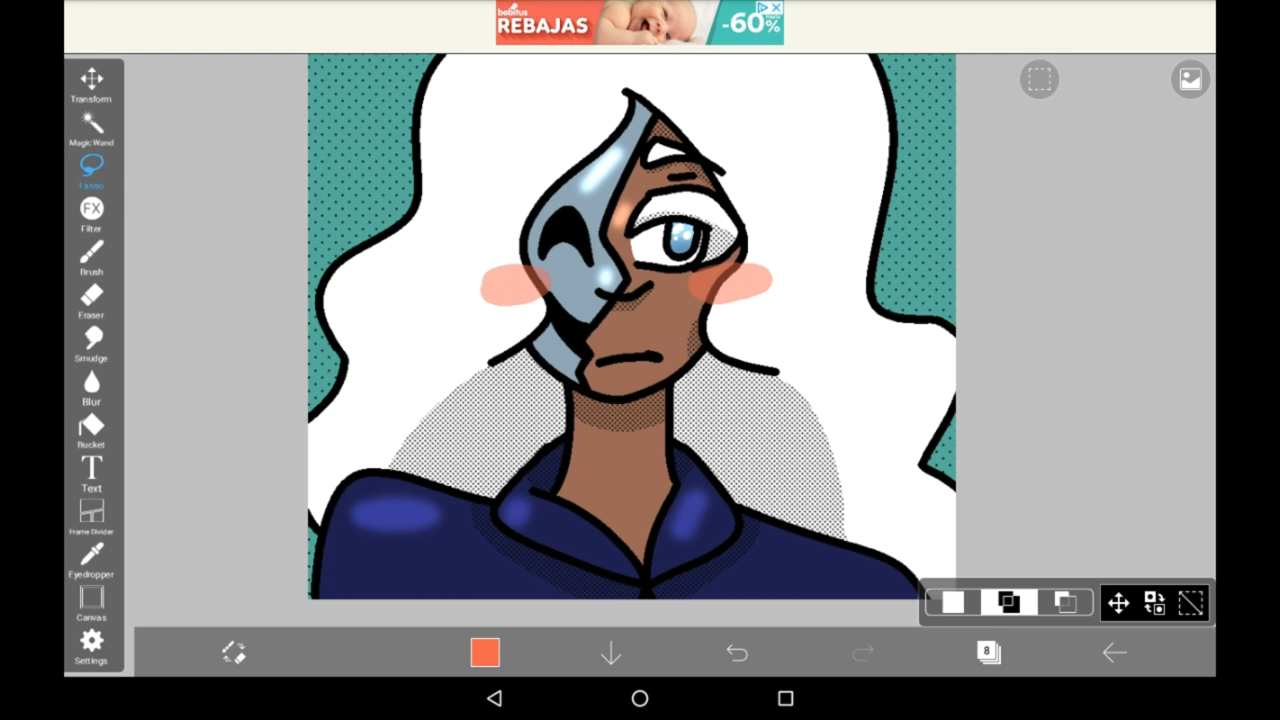 bebitus
REBAJAS
-60%
Transform
Magic Wand
Lasso
FX
Filter
Brush
Eraser
Smudge
Blur
Bucket
T
Text
Frame Divider
Eyedropper
Canvas
Settings
8